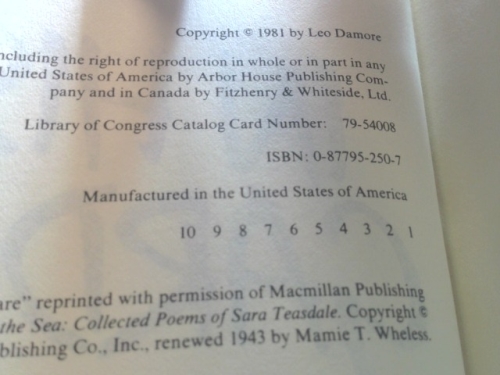 Copyright © 1981 by Leo Damore
ncluding the right of reproduction in whole or in part in any
United States of America by Arbor House Publishing Com-
pany and in Canada by Fitzhenry & Whiteside, Ltd.
Library of Congress Catalog Card Number: 79-54008
ISBN: 0-87795-250-7
Manufactured in the United States of America
10 9 8 7 6 5 4 3 2 1
are” reprinted with permission of Macmillan Publishing
the Sea: Collected Poems of Sara Teasdale. Copyright ©
blishing Co., Inc., renewed 1943 by Mamie T. Wheless.